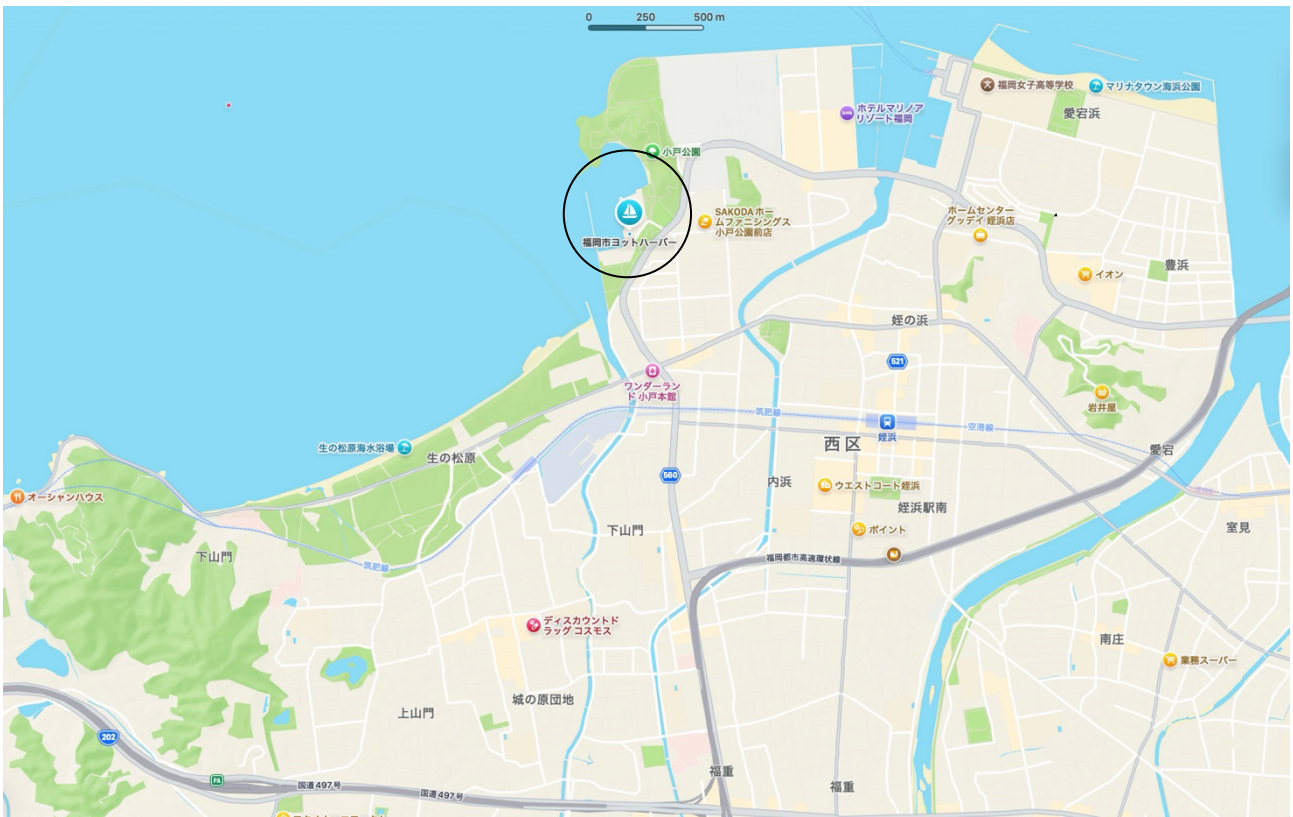 0 250 500 m
福岡女子高等学校
マリナタウン海浜公園
ホテルマリノア
リゾート福岡
愛宕浜
小戸公園
SAKODA ホー
ムファニシングス
小戸公園前店
ホームセンター
グッデイ 姪浜店
福岡市ヨットハーバー
豊浜
イオン
姪の浜
521
ワンダーラン
ド 小戸本館
岩井屋
筑肥線
姪浜
空港線
西区
愛宕
生の松原海水浴場
生の松原
560
内浜
ウエストコート姪浜
オーシャンハウス
姪浜駅南
室見
下山門
ポイント
下山門
福岡都市高速環状線
筑肥線
ディスカウントド
ラッグ コスモス
南庄
業務スーパー
城の原団地
上山門
202
福重
PA
国道497号
福重
国道497号